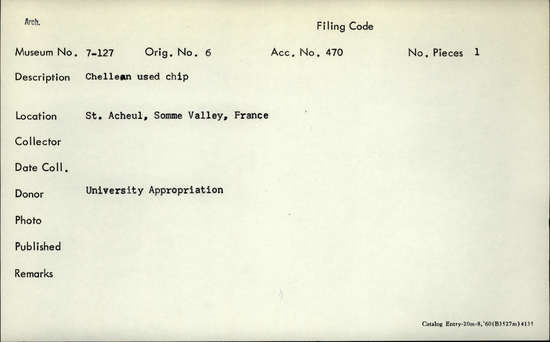 Arch.
Filing Code
Museum No. 7-127 Orig. No. 6 Acc. No. 470 No. Pieces 1
Description Chellean used chip
Location St. Acheul, Somme Valley, France
Collector
Date Coll.
Donor University Appropriation
Photo
Published
Remarks
Catalog Entry-20m-8,'60(B3527m)4131